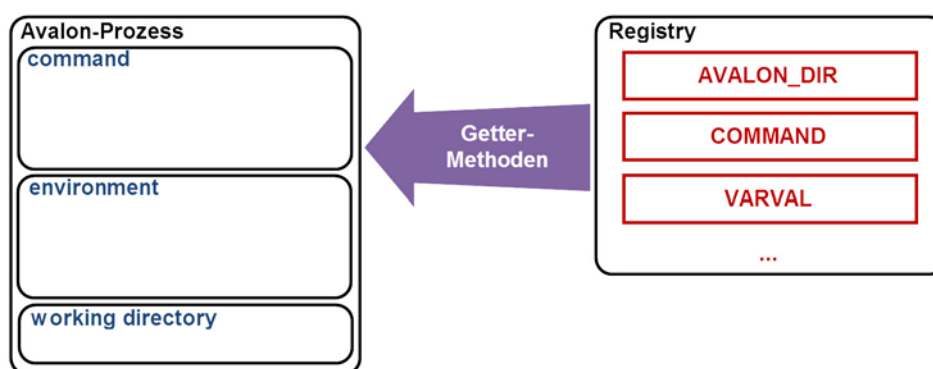 Avalon-Prozess
command
environment
working directory
Getter-
Methoden
Registry
AVALON_DIR
COMMAND
VARVAL
...